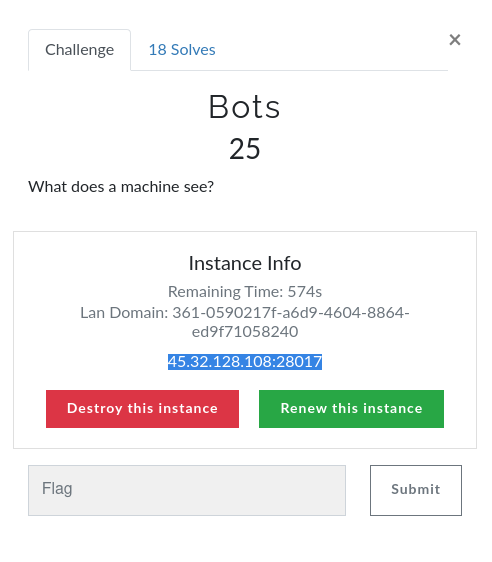 Challenge
18 Solves
×
Bots
25
What does a machine see?
Instance Info
Remaining Time: 574s
Lan Domain: 361-0590217f-a6d9-4604-8864-
ed9f71058240
45.32.128.108:28017
Destroy this instance
Renew this instance
Flag
Submit